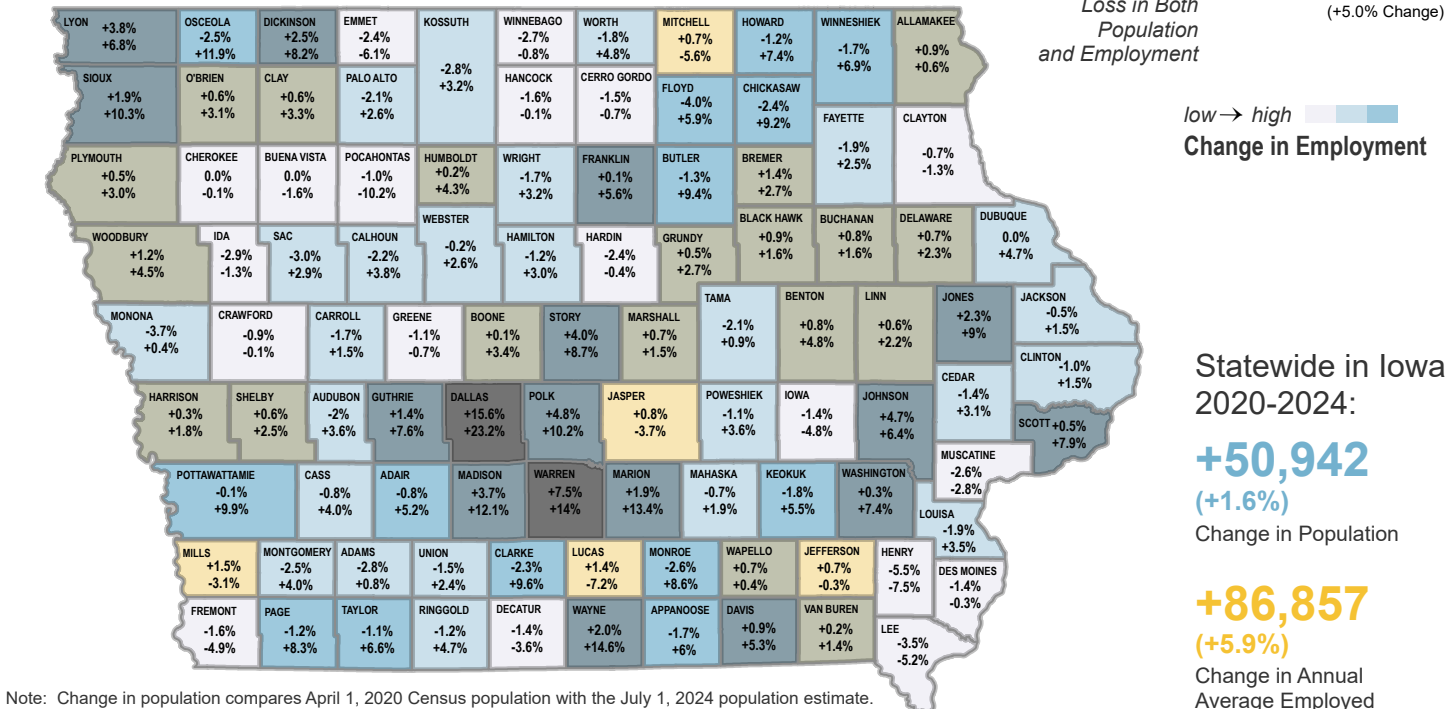 Loss in Both
Population
and Employment
(+5.0% Change)
low → high
Change in Employment
LYON
+3.8%
+6.8%
OSCEOLA
-2.5%
+11.9%
DICKINSON
+2.5%
+8.2%
EMMET
-2.4%
-6.1%
KOSSUTH
-2.8%
+3.2%
WINNEBAGO
-2.7%
-0.8%
WORTH
-1.8%
+4.8%
MITCHELL
+0.7%
-5.6%
HOWARD
-1.2%
+7.4%
WINNESHIEK
-1.7%
+6.9%
ALLAMAKEE
+0.9%
+0.6%
SIOUX
+1.9%
+10.3%
O'BRIEN
+0.6%
+3.1%
CLAY
+0.6%
+3.3%
PALO ALTO
-2.1%
+2.6%
HANCOCK
-1.6%
-0.1%
CERRO GORDO
-1.5%
-0.7%
FLOYD
-4.0%
+5.9%
CHICKASAW
-2.4%
+9.2%
FAYETTE
-1.9%
+2.5%
CLAYTON
-0.7%
-1.3%
PLYMOUTH
+0.5%
+3.0%
CHEROKEE
0.0%
-0.1%
BUENA VISTA
0.0%
-1.6%
POCAHONTAS
-1.0%
-10.2%
HUMBOLDT
+0.2%
+4.3%
WRIGHT
-1.7%
+3.2%
FRANKLIN
+0.1%
+5.6%
BUTLER
-1.3%
+9.4%
BREMER
+1.4%
+2.7%
WOODBURY
+1.2%
+4.5%
IDA
-2.9%
-1.3%
SAC
-3.0%
+2.9%
CALHOUN
-2.2%
+3.8%
WEBSTER
-0.2%
+2.6%
HAMILTON
-1.2%
+3.0%
HARDIN
-2.4%
-0.4%
GRUNDY
+0.5%
+2.7%
BLACK HAWK
+0.9%
+1.6%
BUCHANAN
+0.8%
+1.6%
DELAWARE
+0.7%
+2.3%
DUBUQUE
0.0%
+4.7%
MONONA
-3.7%
+0.4%
CRAWFORD
-0.9%
-0.1%
CARROLL
-1.7%
+1.5%
GREENE
-1.1%
-0.7%
BOONE
+0.1%
+3.4%
STORY
+4.0%
+8.7%
MARSHALL
+0.7%
+1.5%
TAMA
-2.1%
+0.9%
BENTON
+0.8%
+4.8%
LINN
+0.6%
+2.2%
JONES
+2.3%
+9%
JACKSON
-0.5%
+1.5%
CLINTON
-1.0%
+1.5%
HARRISON
+0.3%
+1.8%
SHELBY
+0.6%
+2.5%
AUDUBON
-2%
+3.6%
GUTHRIE
+1.4%
+7.6%
DALLAS
+15.6%
+23.2%
POLK
+4.8%
+10.2%
JASPER
+0.8%
-3.7%
POWESHIEK
-1.1%
+3.6%
IOWA
-1.4%
-4.8%
JOHNSON
+4.7%
+6.4%
CEDAR
-1.4%
+3.1%
SCOTT
+0.5%
+7.9%
MUSCATINE
-2.6%
-2.8%
POTTAWATTAMIE
-0.1%
+9.9%
CASS
-0.8%
+4.0%
ADAIR
-0.8%
+5.2%
MADISON
+3.7%
+12.1%
WARREN
+7.5%
+14%
MARION
+1.9%
+13.4%
MAHASKA
-0.7%
+1.9%
KEOKUK
-1.8%
+5.5%
WASHINGTON
+0.3%
+7.4%
LOUISA
-1.9%
+3.5%
MILLS
+1.5%
-3.1%
MONTGOMERY
-2.5%
+4.0%
ADAMS
-2.8%
+0.8%
UNION
-1.5%
+2.4%
CLARKE
-2.3%
+9.6%
LUCAS
+1.4%
-7.2%
MONROE
-2.6%
+8.6%
WAPELLO
+0.7%
+0.4%
JEFFERSON
+0.7%
-0.3%
HENRY
-5.5%
-7.5%
DES MOINES
-1.4%
-0.3%
FREMONT
-1.6%
-4.9%
PAGE
-1.2%
+8.3%
TAYLOR
-1.1%
+6.6%
RINGGOLD
-1.2%
+4.7%
DECATUR
-1.4%
-3.6%
WAYNE
+2.0%
+14.6%
APPANOOSE
-1.7%
+6%
DAVIS
+0.9%
+5.3%
VAN BUREN
+0.2%
+1.4%
LEE
-3.5%
-5.2%
Statewide in Iowa
2020-2024:
+50,942
(+1.6%)
Change in Population
+86,857
(+5.9%)
Change in Annual
Average Employed
Note: Change in population compares April 1, 2020 Census population with the July 1, 2024 population estimate.